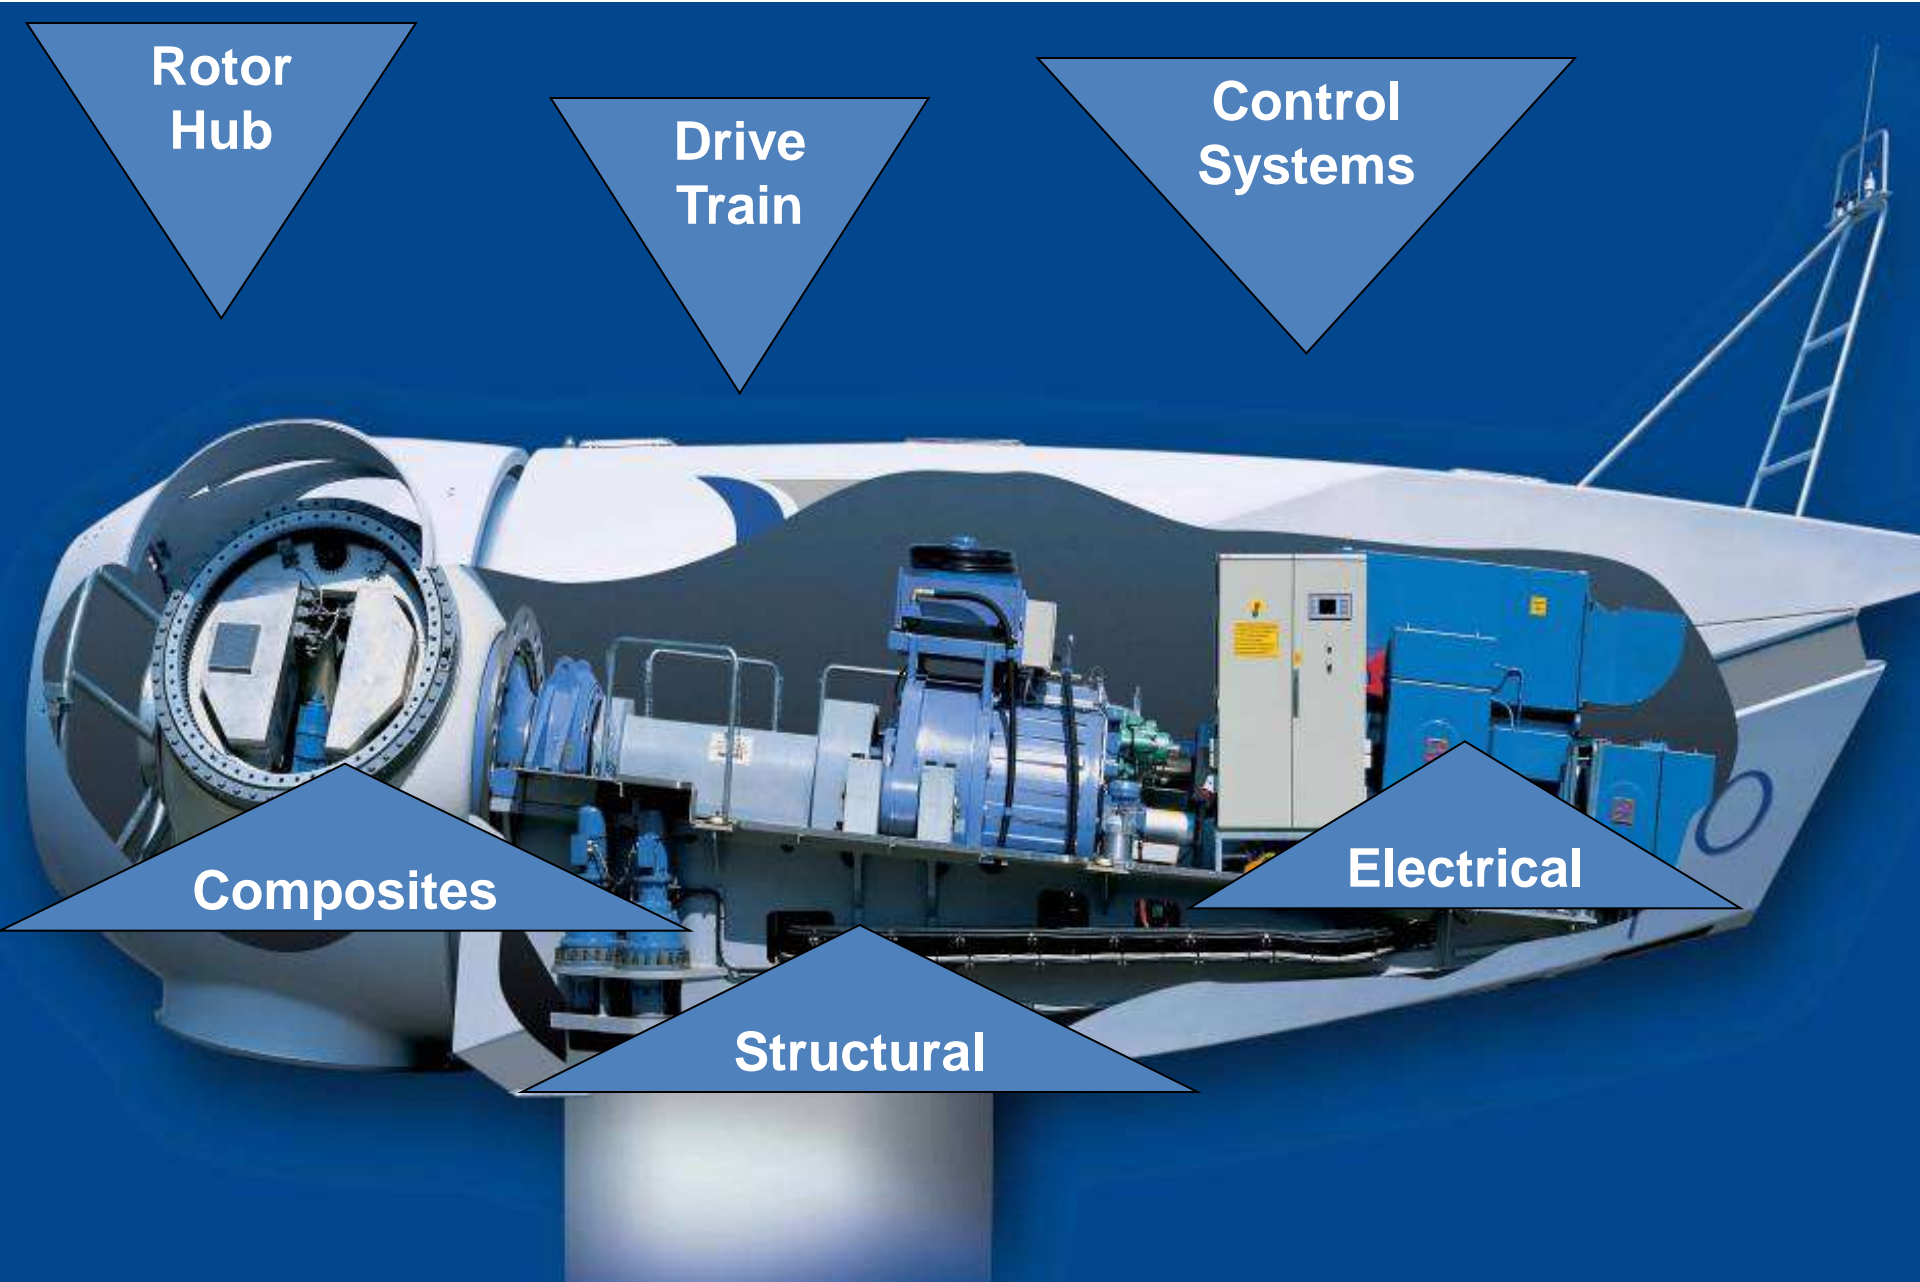 Rotor
Hub
Drive
Train
Control
Systems
Composites
Electrical
Structural